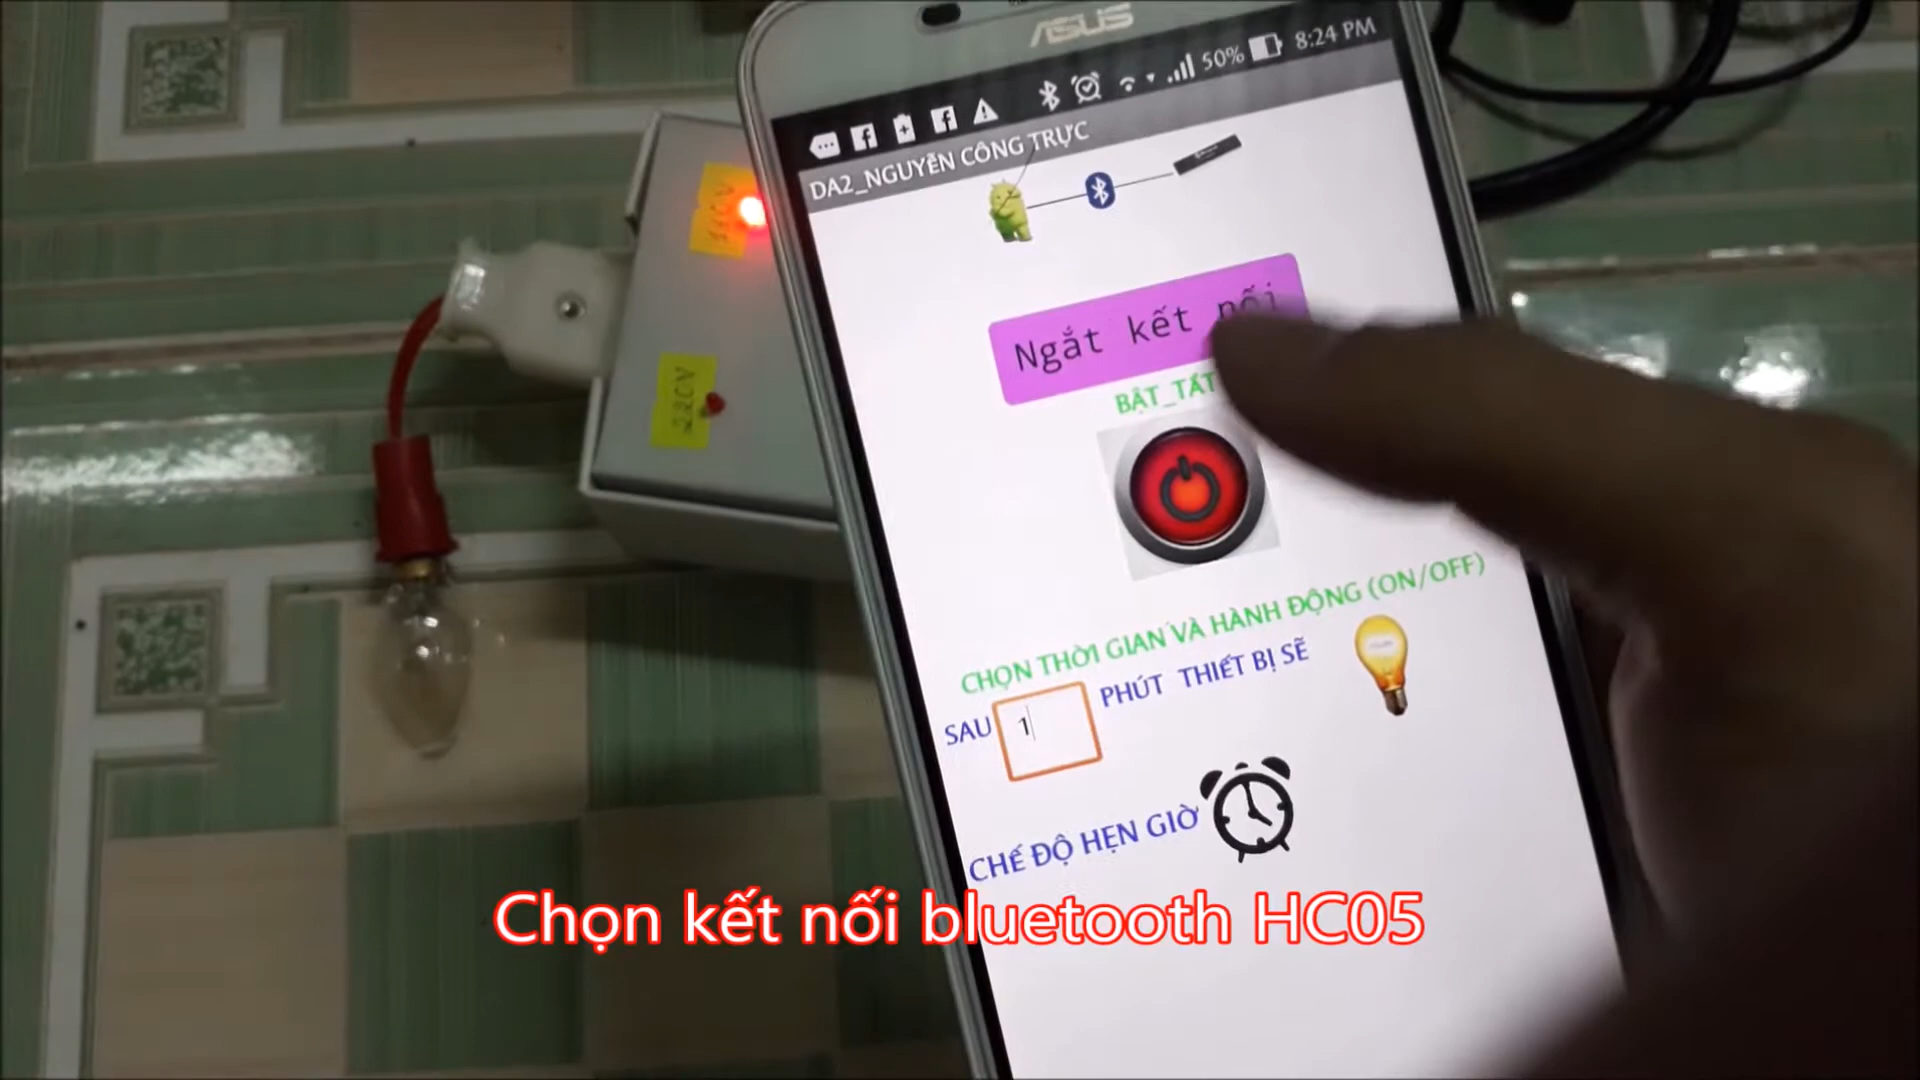 ASUS
50% 8:24 PM
DA2_NGUYỄN CÔNG TRỰC
Ngắt kết nối
BẬT_TẮT
220V
CHỌN THỜI GIAN VÀ HÀNH ĐỘNG (ON/OFF)
SAU 1 PHÚT THIẾT BỊ SẼ
CHẾ ĐỘ HẸN GIỜ
Chọn kết nối bluetooth HC05